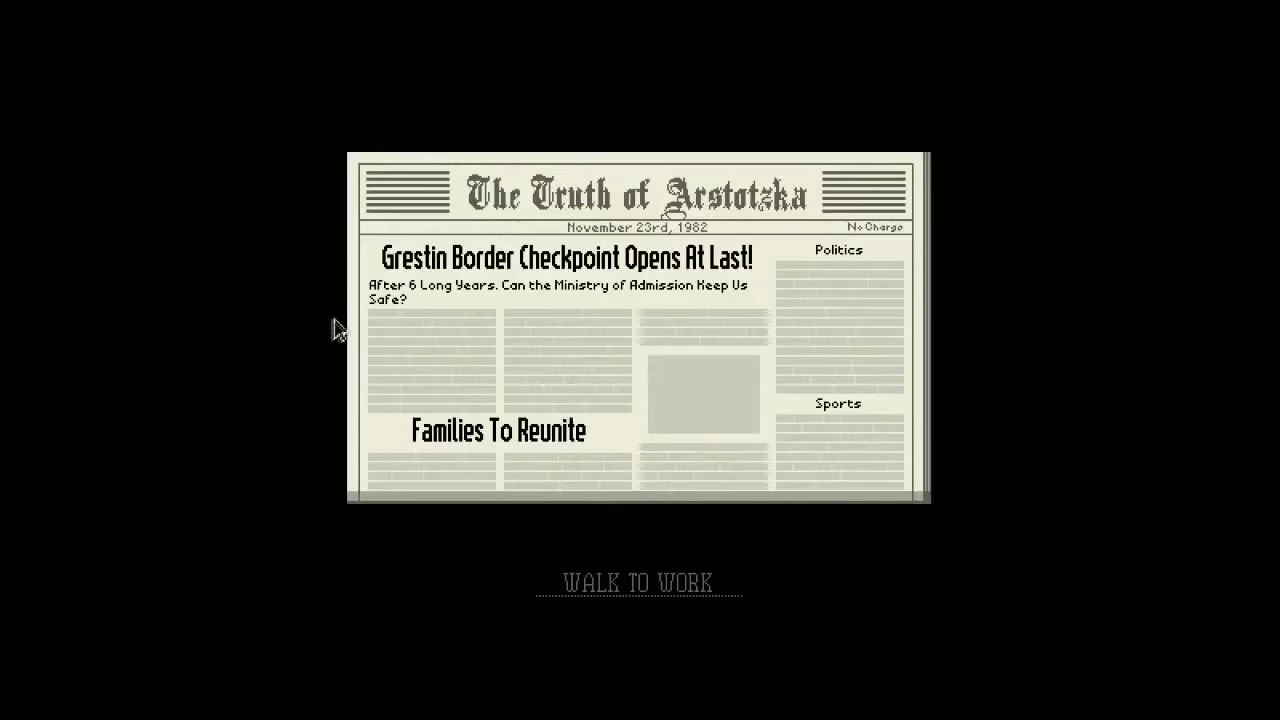 The Truth of Arstotzka
November 23rd, 1982
No Charge
Grestin Border Checkpoint Opens At Last!
After 6 Long Years. Can the Ministry of Admission Keep Us
Safe?
Families To Reunite
Politics
Sports
WALK TO WORK